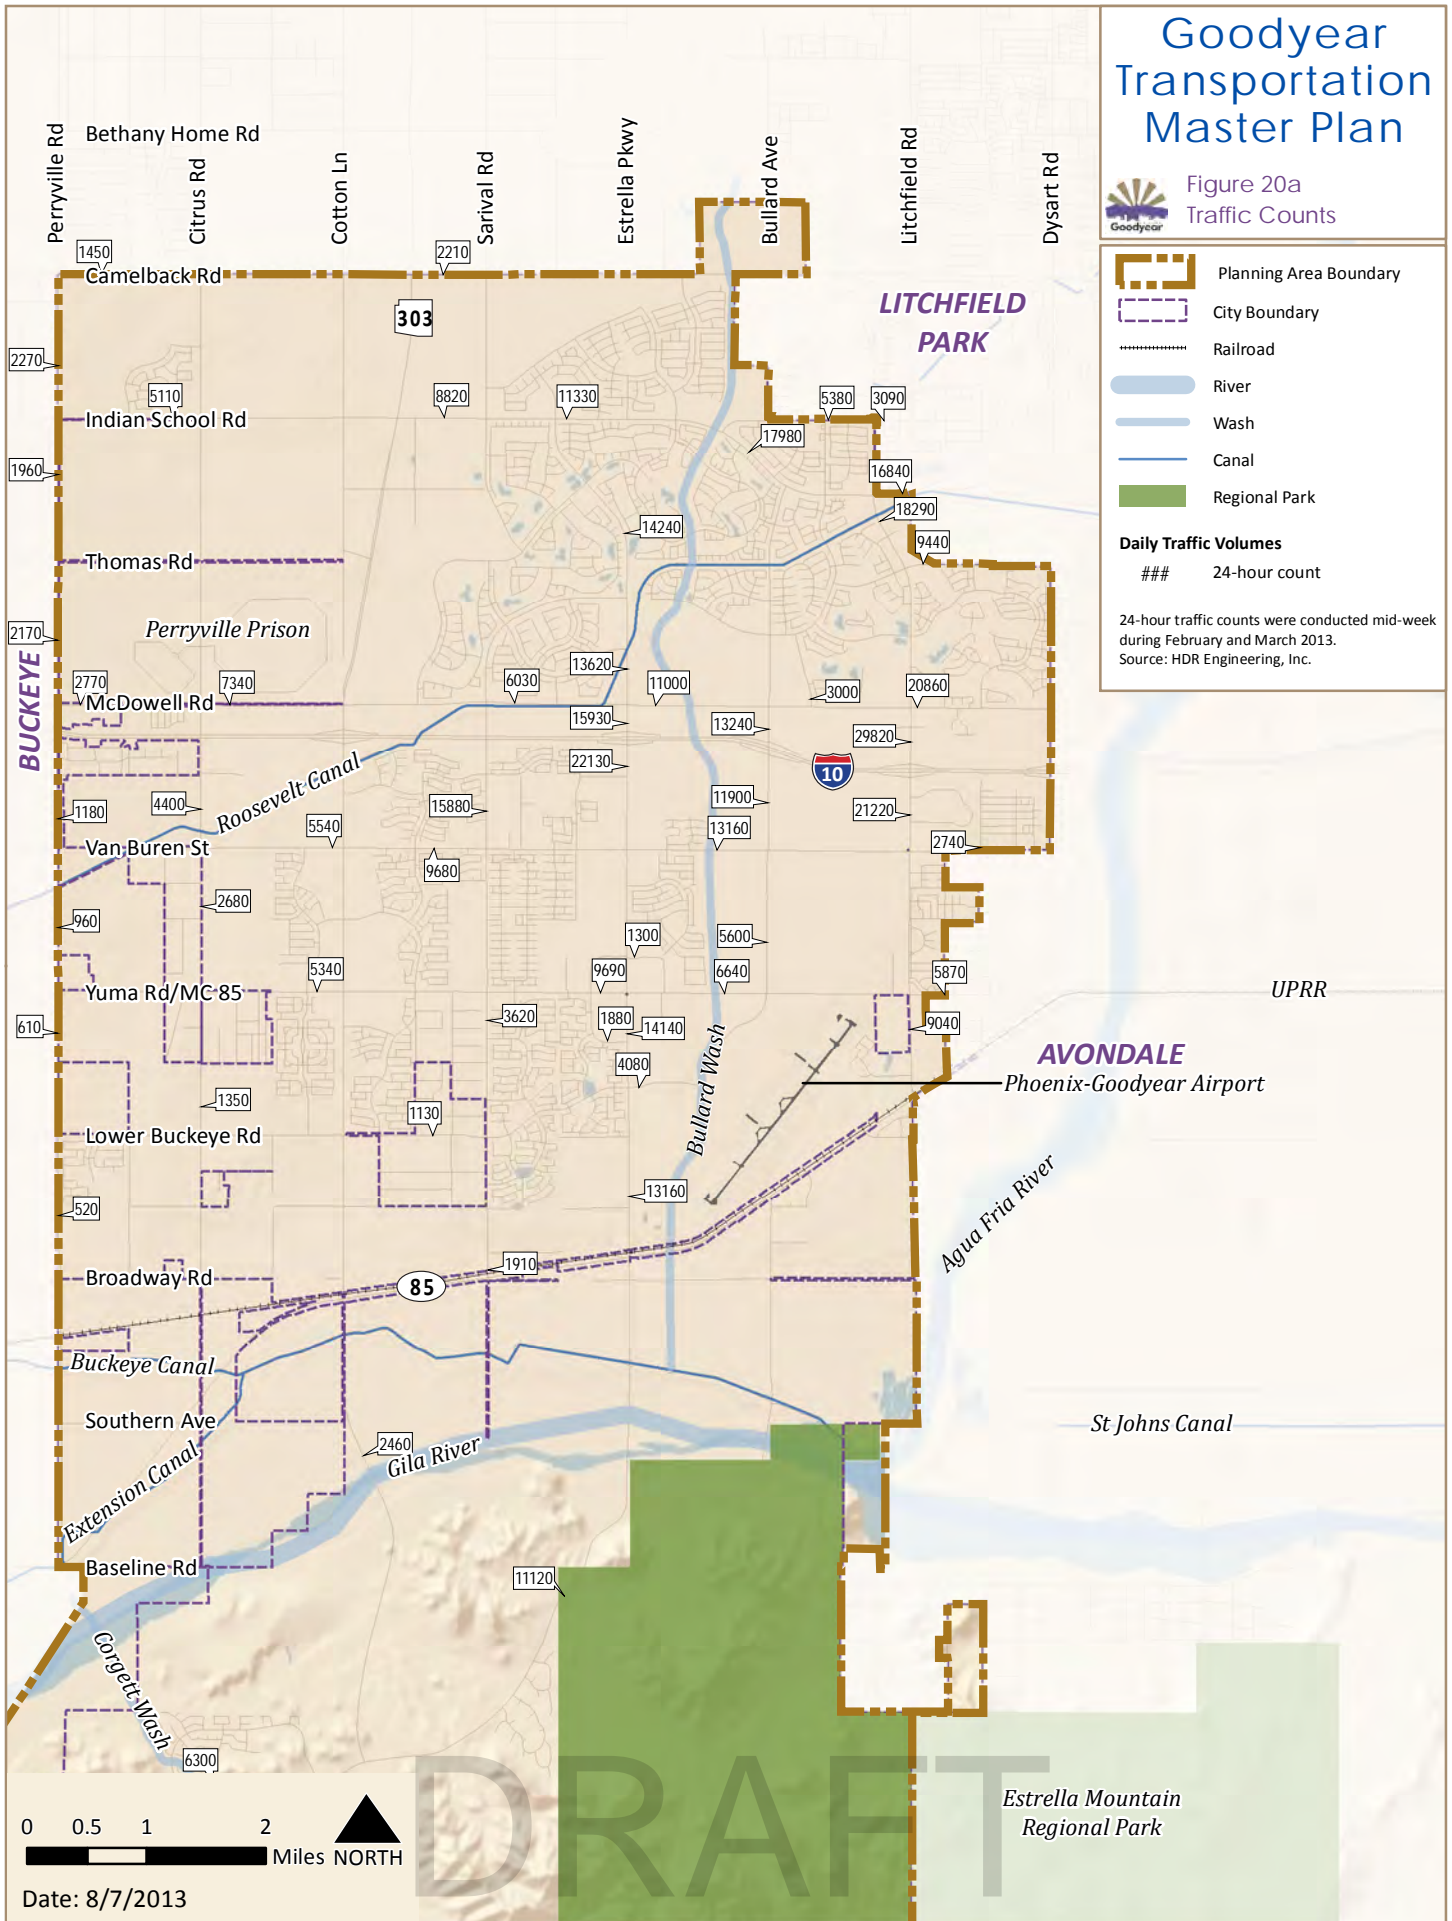 Goodyear
Transportation
Master Plan
Figure 20a
Traffic Counts
Goodyear
Planning Area Boundary
City Boundary
Railroad
River
Wash
Canal
Regional Park
Daily Traffic Volumes
### 24-hour count
24-hour traffic counts were conducted mid-week
during February and March 2013.
Source: HDR Engineering, Inc.
Perryville Rd
Bethany Home Rd
Citrus Rd
Cotton Ln
Sarival Rd
Estrella Pkwy
Bullard Ave
Litchfield Rd
Dysart Rd
1450
2210
Camelback Rd
303
LITCHFIELD
PARK
2270
5110
8820
11330
5380
3090
Indian School Rd
17980
1960
16840
18290
14240
9440
Thomas Rd
Perryville Prison
2170
BUCKEYE
13620
2770
7340
6030
11000
3000
20860
McDowell Rd
15930
13240
29820
22130
10
Roosevelt Canal
1180
4400
15880
11900
21220
5540
13160
2740
Van Buren St
9680
2680
960
1300
5600
5340
9690
6640
5870
Yuma Rd/MC 85
UPRR
610
3620
1880
14140
9040
AVONDALE
4080
Phoenix-Goodyear Airport
Bullard Wash
1350
1130
Lower Buckeye Rd
13160
520
Agua Fria River
1910
Broadway Rd
85
Buckeye Canal
Southern Ave
St Johns Canal
2460
Gila River
Extension Canal
Baseline Rd
11120
Corgett Wash
6300
DRAFT
Estrella Mountain
Regional Park
0 0.5 1 2
Miles NORTH
Date: 8/7/2013